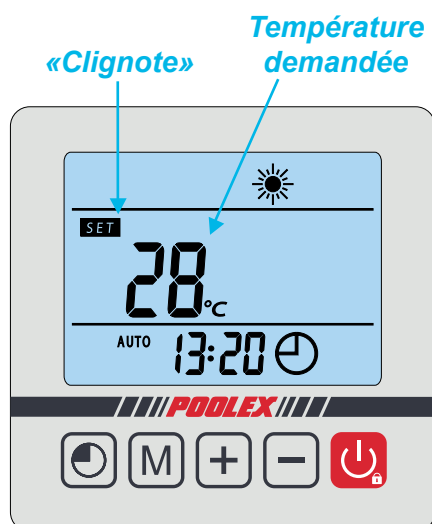 Température
«Clignote» demandée
SET
28°C
AUTO 13:20
POOLEX
M + -